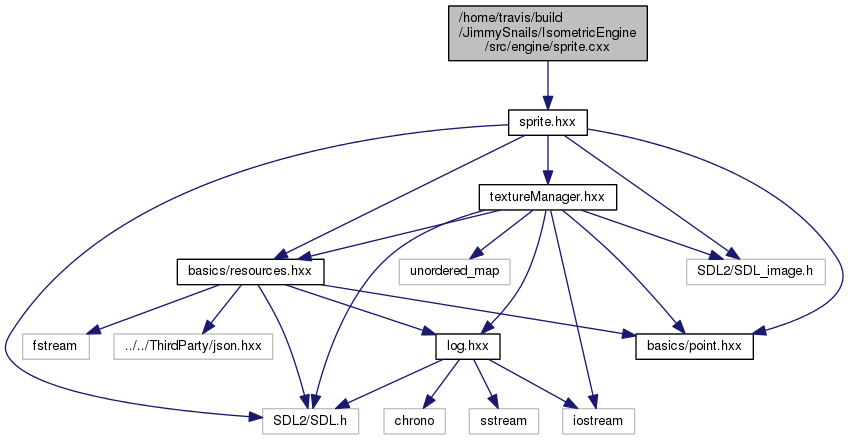 /home/travis/build
/JimmySnails/IsometricEngine
/src/engine/sprite.cxx
sprite.hxx
textureManager.hxx
basics/resources.hxx
unordered_map
SDL2/SDL_image.h
fstream
../../ThirdParty/json.hxx
log.hxx
basics/point.hxx
SDL2/SDL.h
chrono
sstream
iostream